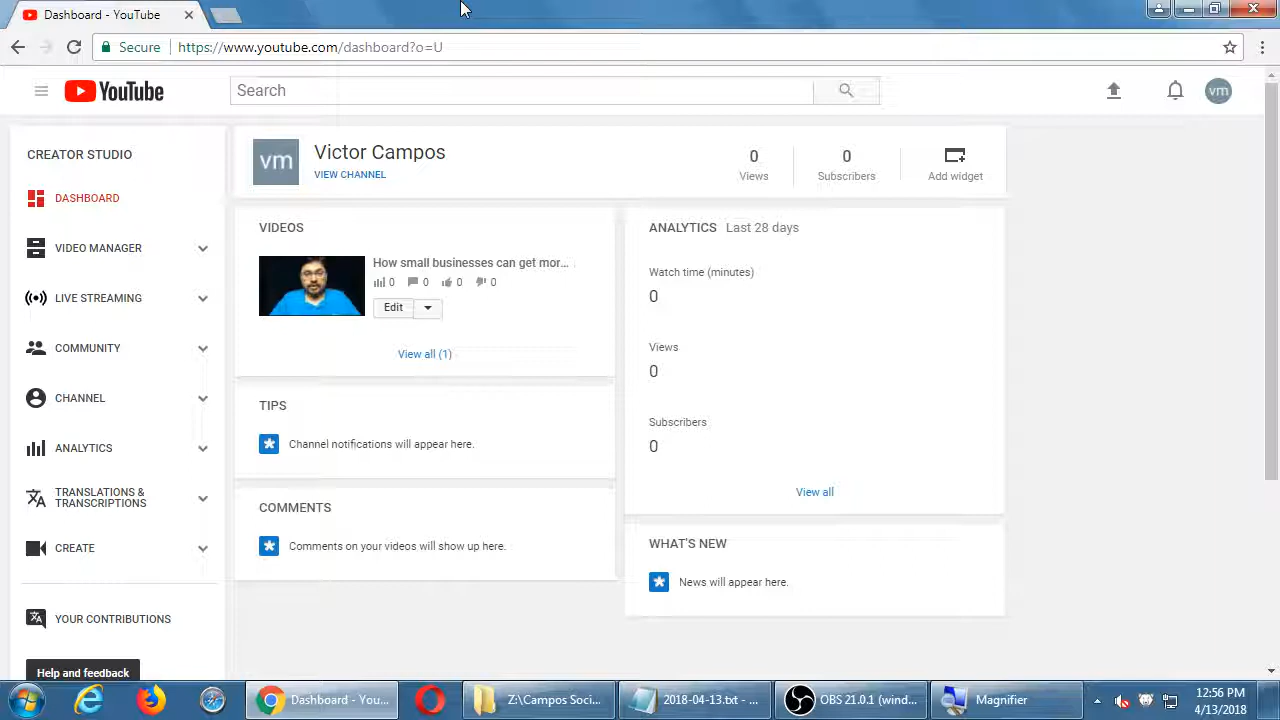 Dashboard - YouTube
Secure
https://www.youtube.com/dashboard?o=U
YouTube
Search
vm
CREATOR STUDIO
DASHBOARD
VIDEO MANAGER
LIVE STREAMING
COMMUNITY
CHANNEL
ANALYTICS
TRANSLATIONS &
TRANSCRIPTIONS
CREATE
YOUR CONTRIBUTIONS
Help and feedback
vm
Victor Campos
VIEW CHANNEL
0
Views
0
Subscribers
Add widget
VIDEOS
How small businesses can get mor...
0 0 0 0
Edit
View all (1)
TIPS
Channel notifications will appear here.
COMMENTS
Comments on your videos will show up here.
ANALYTICS Last 28 days
Watch time (minutes)
0
Views
0
Subscribers
0
View all
WHAT'S NEW
News will appear here.
Dashboard - You...
Z:\Campos Soci...
2018-04-13.txt - ...
OBS 21.0.1 (wind...
Magnifier
12:56 PM
4/13/2018